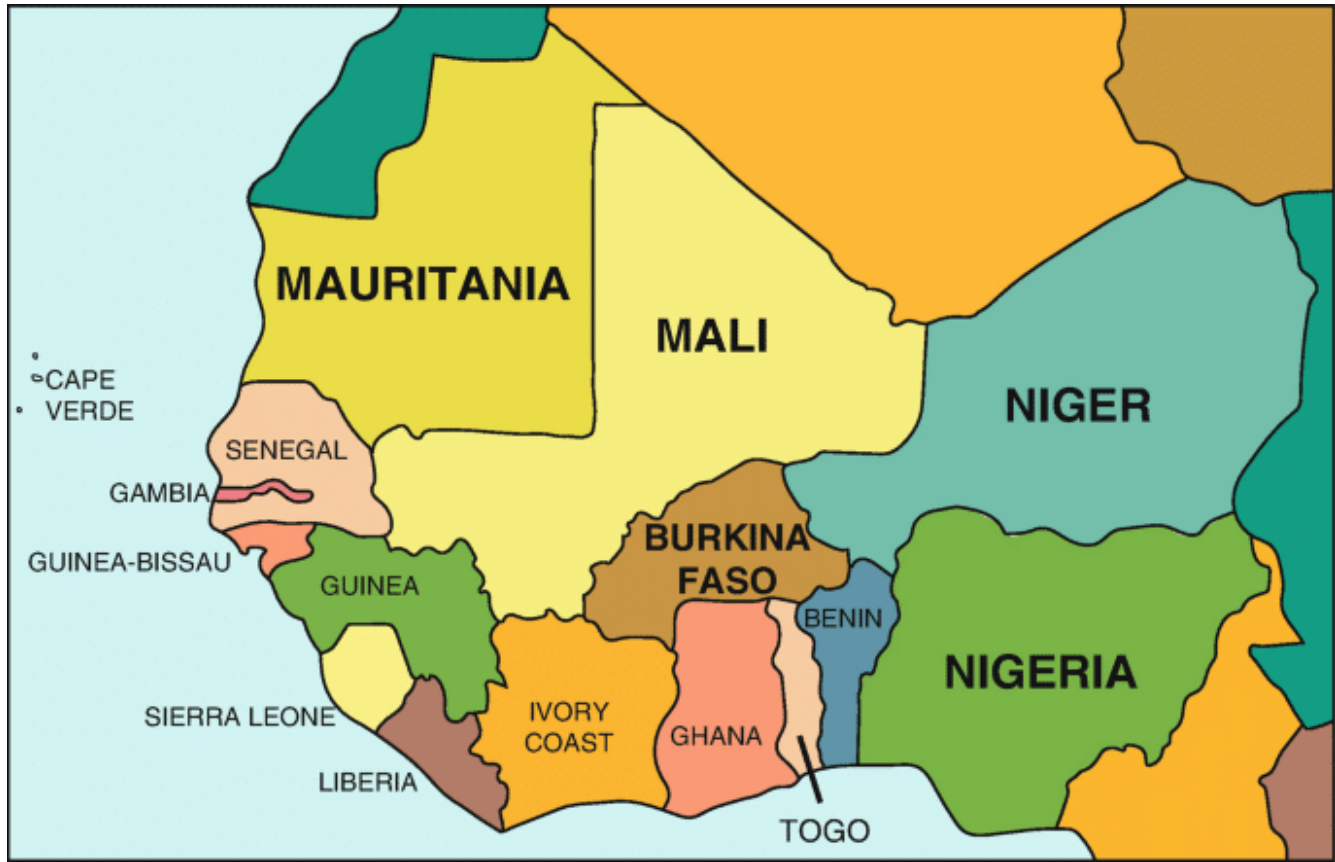 MAURITANIA
MALI
CAPE
VERDE
NIGER
SENEGAL
GAMBIA
GUINEA-BISSAU
BURKINA
FASO
GUINEA
BENIN
NIGERIA
SIERRA LEONE
IVORY
COAST
GHANA
LIBERIA
TOGO